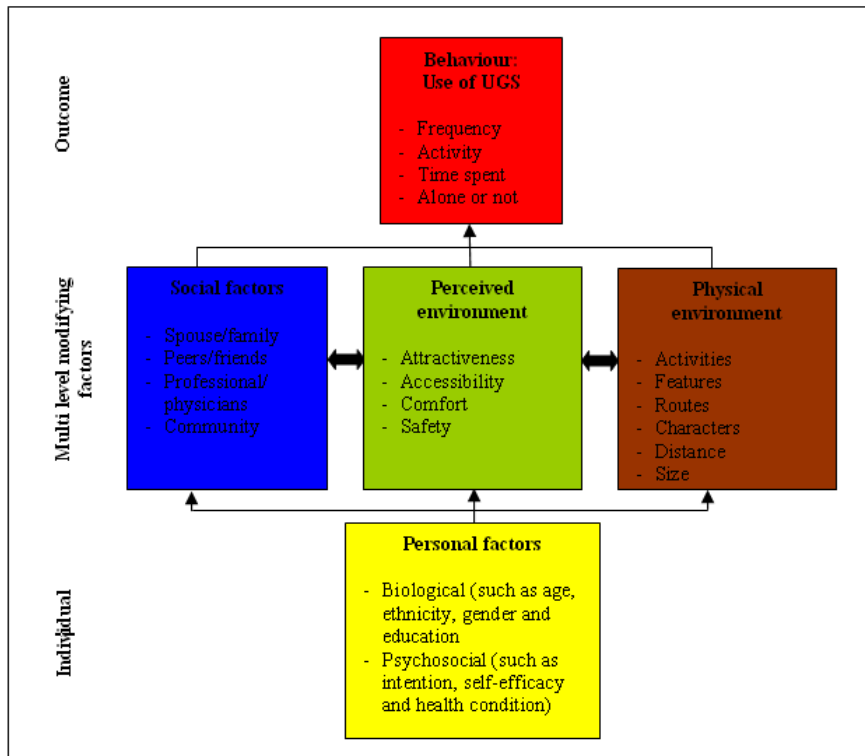 Outcome
Behaviour:
Use of UGS
- Frequency
- Activity
- Time spent
- Alone or not
Multi level modifying
factors
Social factors
- Spouse/family
- Peers/friends
- Professional/
physicians
- Community
Perceived
environment
- Attractiveness
- Accessibility
- Comfort
- Safety
Physical
environment
- Activities
- Features
- Routes
- Characters
- Distance
- Size
Individual
Personal factors
- Biological (such as age,
ethnicity, gender and
education
- Psychosocial (such as
intention, self-efficacy
and health condition)